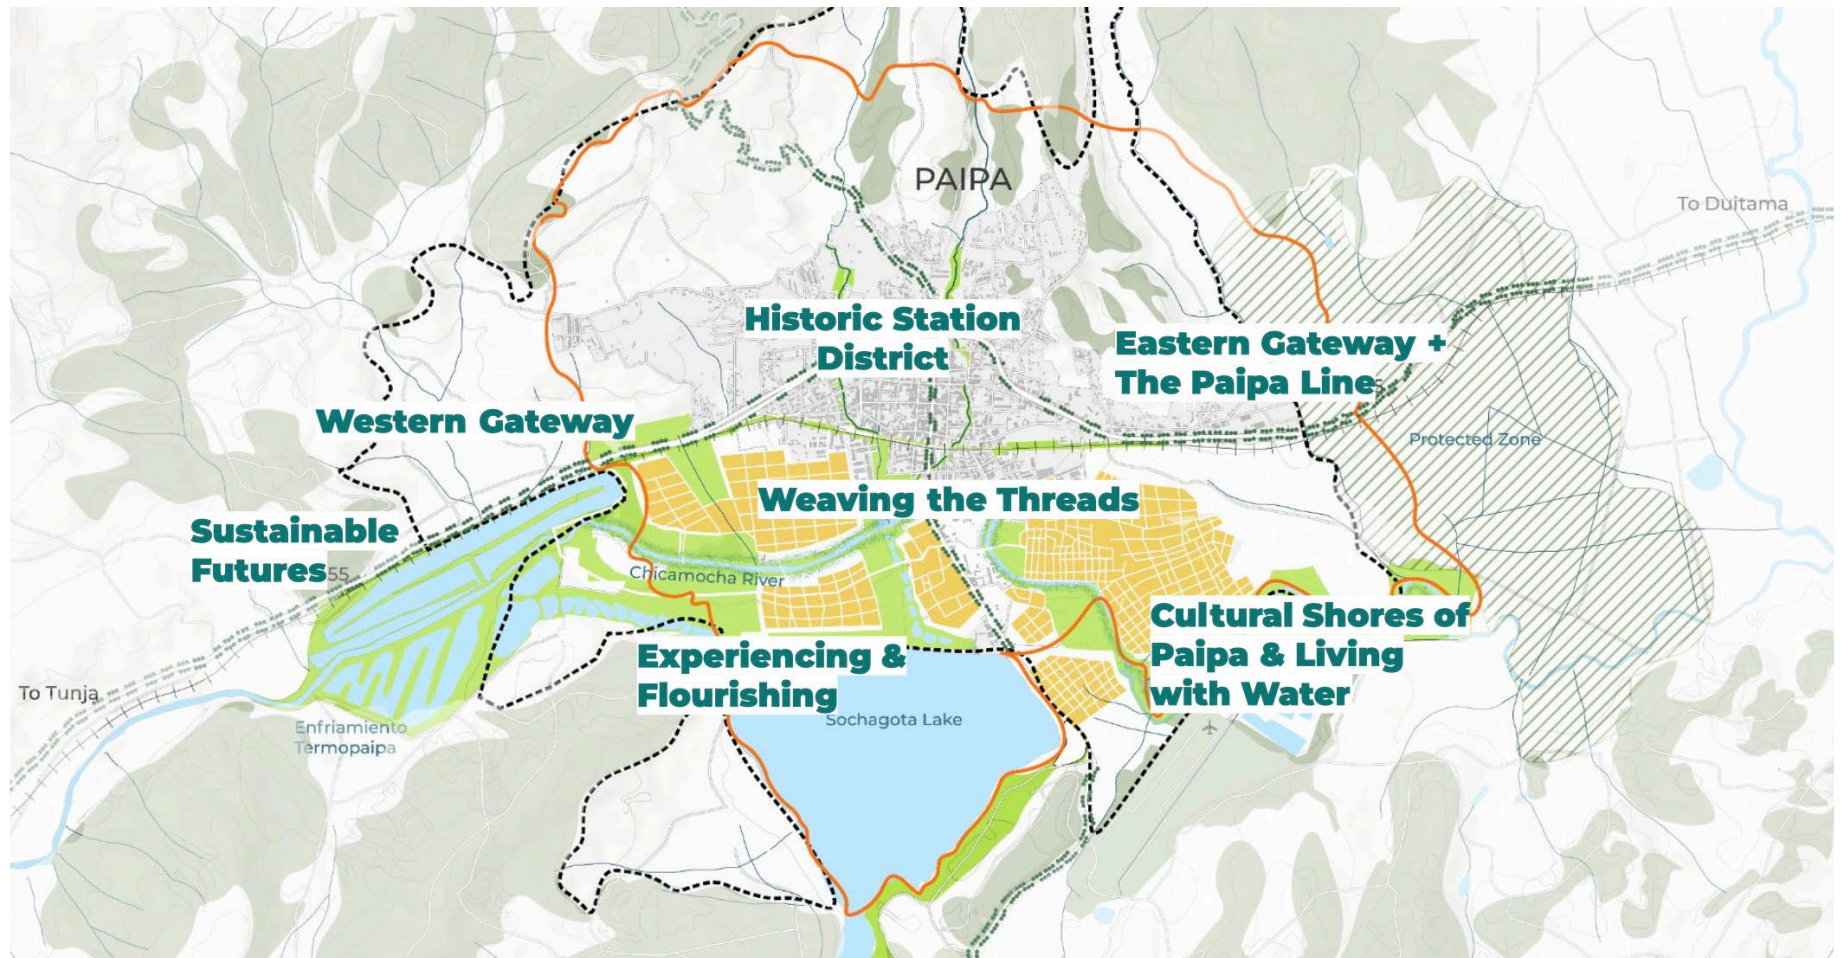 PAIPA
To Duitama
Historic Station
District
Eastern Gateway +
The Paipa Line
Western Gateway
Protected Zone
Weaving the Threads
Sustainable
Futures
55
Chicamocha River
Cultural Shores of
Paipa & Living
with Water
Experiencing &
Flourishing
To Tunja
Sochagota Lake
Enfriamiento
Termopaipa